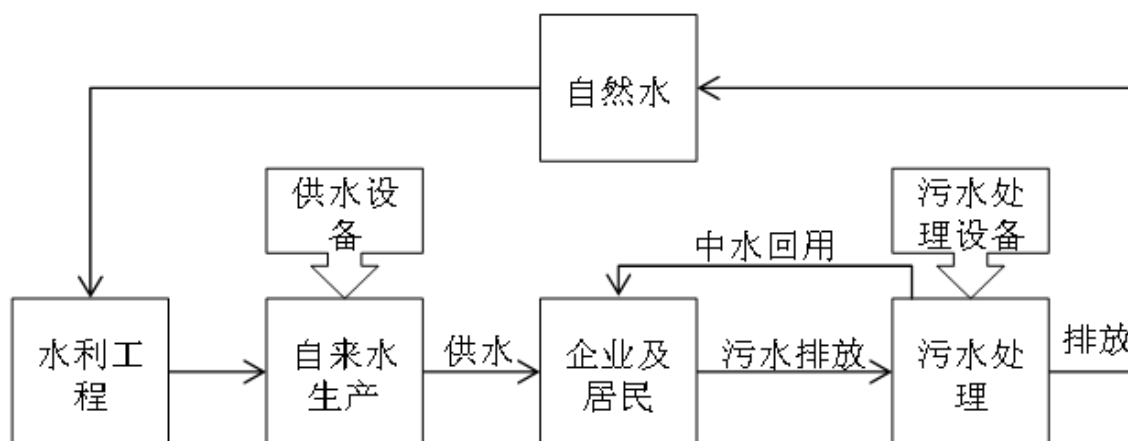 自然水
供水设
备
污水处
理设备
中水回用
水利工
程
自来水
生产
供水
企业及
居民
污水排放
污水处
理
排放